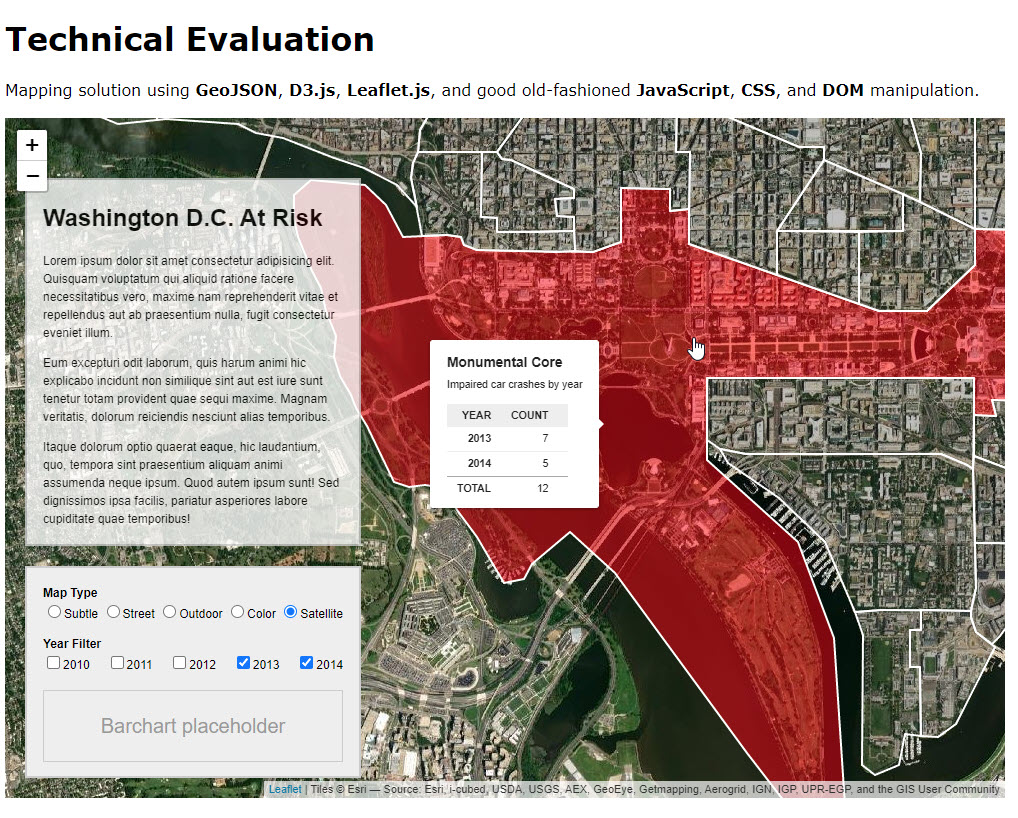 Technical Evaluation
Mapping solution using GeoJSON, D3.js, Leaflet.js, and good old-fashioned JavaScript, CSS, and DOM manipulation.
+
−
Washington D.C. At Risk
Lorem ipsum dolor sit amet consectetur adipisicing elit.
Quisquam voluptatum qui aliquid ratione facere
necessitatibus vero, maxime nam reprehenderit vitae et
repellendus aut ab praesentium nulla, fugit consectetur
eveniet illum.
Eum excepturi odit laborum, quis harum animi hic
explicabo incidunt non similique sint aut est iure sunt
tenetur totam provident quae sequi maxime. Magnam
veritatis, dolorum reiciendis nesciunt alias temporibus.
Itaque dolorum optio quaerat eaque, hic laudantium,
quo, tempora sint praesentium aliquam animi
assumenda neque ipsum. Quod autem ipsum sunt! Sed
dignissimos ipsa facilis, pariatur asperiores labore
cupiditate quae temporibus!
Monumental Core
Impaired car crashes by year
YEAR COUNT
2013 7
2014 5
TOTAL 12
Map Type
Subtle Street Outdoor Color Satellite
Year Filter
2010 2011 2012 2013 2014
Barchart placeholder
Leaflet | Tiles © Esri — Source: Esri, i-cubed, USDA, USGS, AEX, GeoEye, Getmapping, Aerogrid, IGN, IGP, UPR-EGP, and the GIS User Community